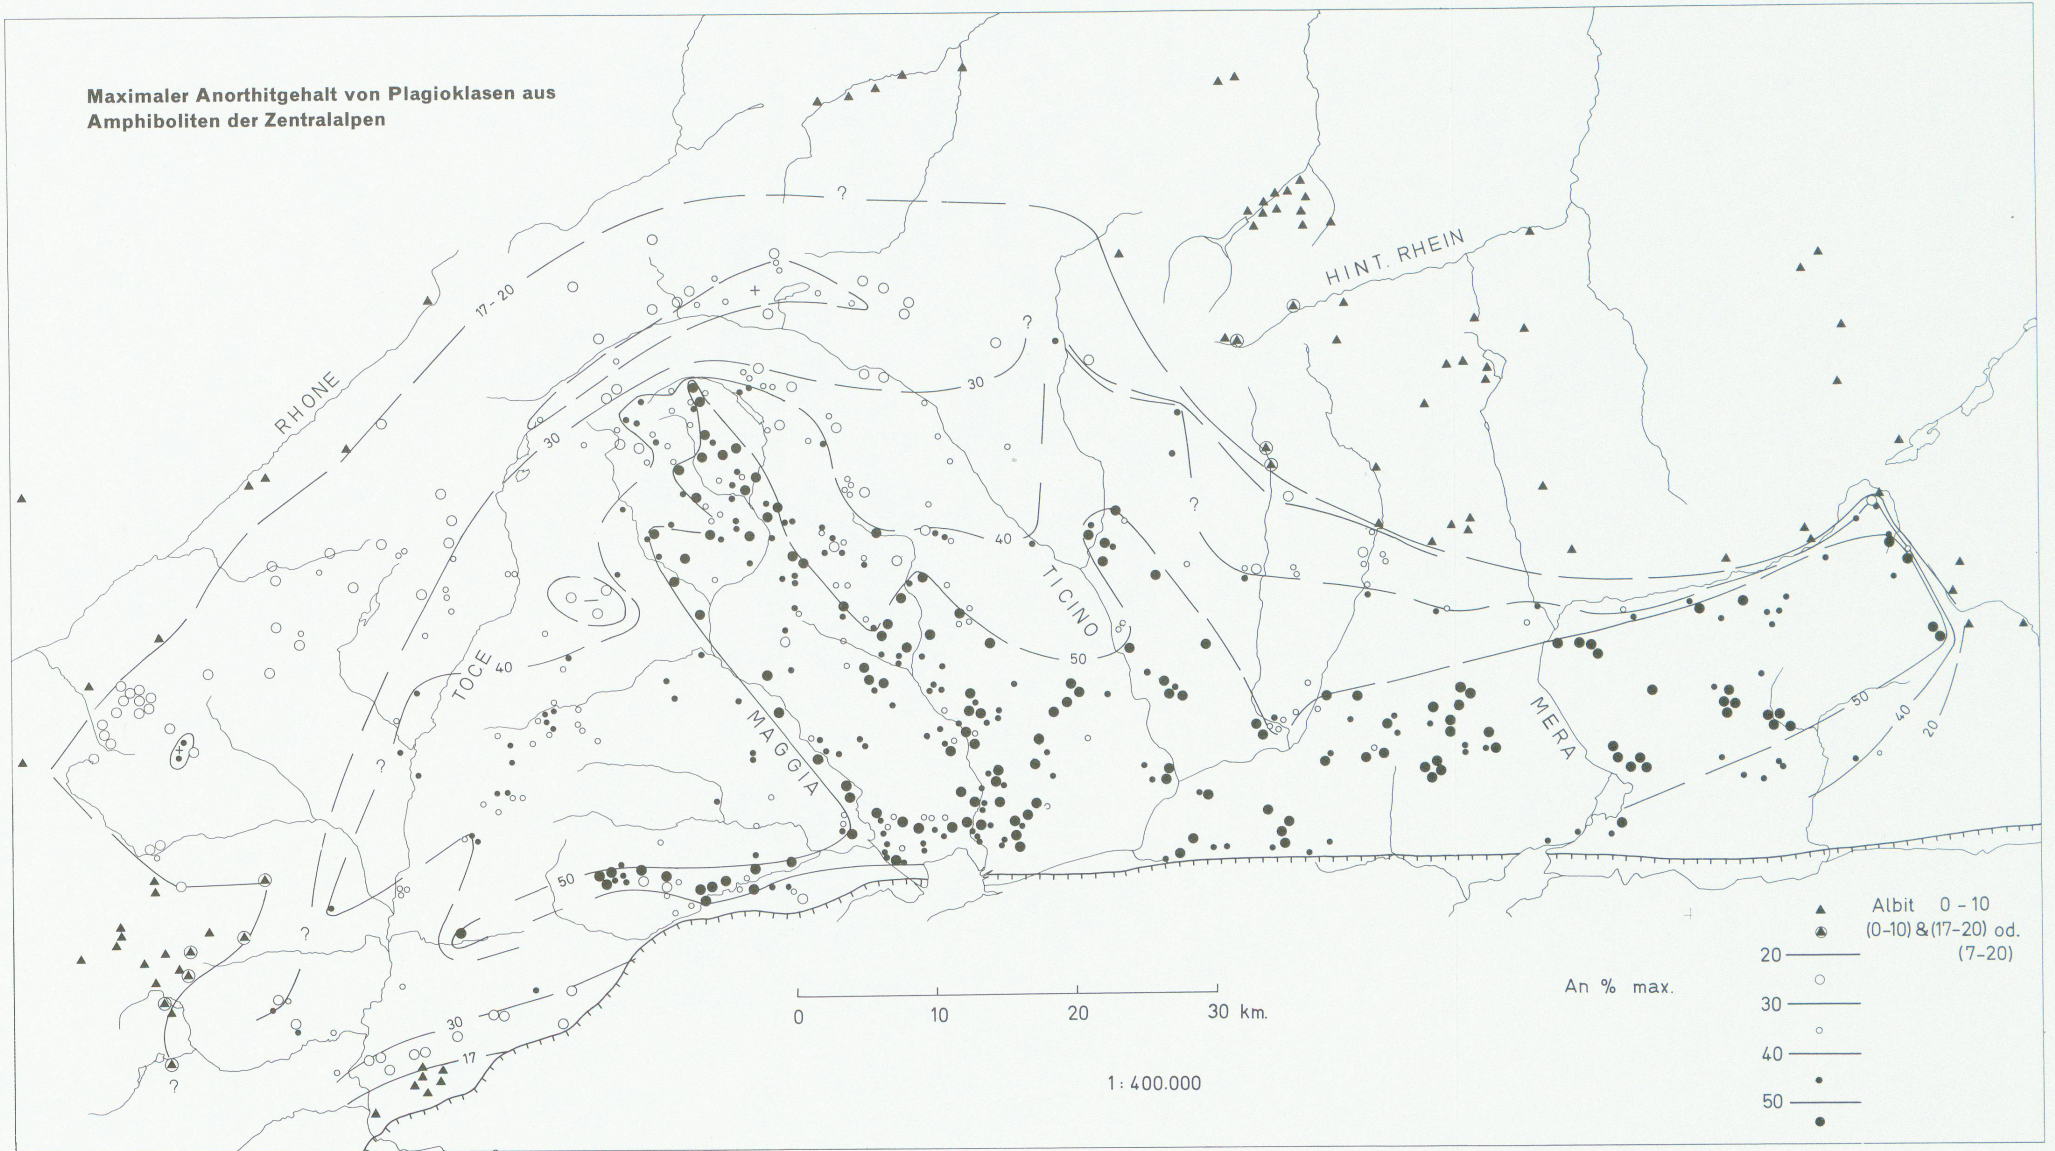 Maximaler Anorthitgehalt von Plagioklasen aus
Amphiboliten der Zentralalpen
?
HINT. RHEIN
17-20
?
30
RHONE
30
?
40
TICINO
50
40
TOCE
MAGGIA
MERA
50
40
20
?
50
?
30
17
?
0 10 20 30 km.
1:400.000
Albit 0-10
(0-10)&(17-20) od.
(7-20)
20
An % max.
30
40
50